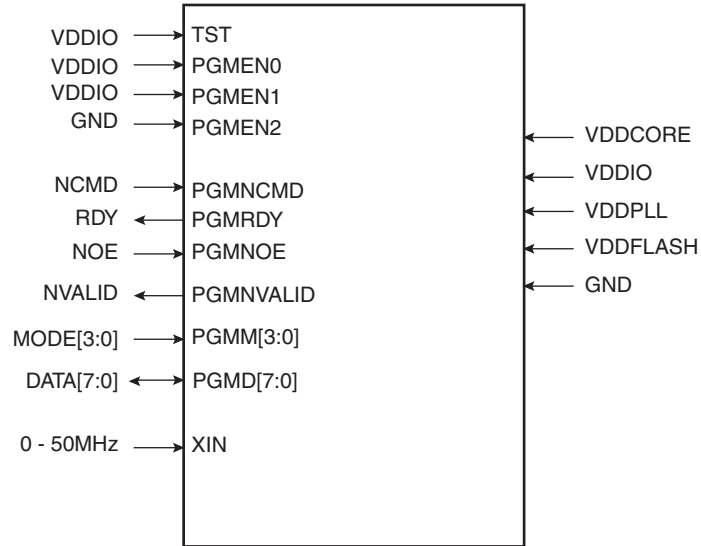 VDDIO TST
VDDIO PGMEN0
VDDIO PGMEN1
GND PGMEN2
VDDCORE
VDDIO
NCMD PGMNCMD
RDY PGMRDY
VDDPLL
NOE PGMNOE
VDDFLASH
NVALID PGMNVALID
GND
MODE[3:0] PGMM[3:0]
DATA[7:0] PGMD[7:0]
0 - 50MHz XIN